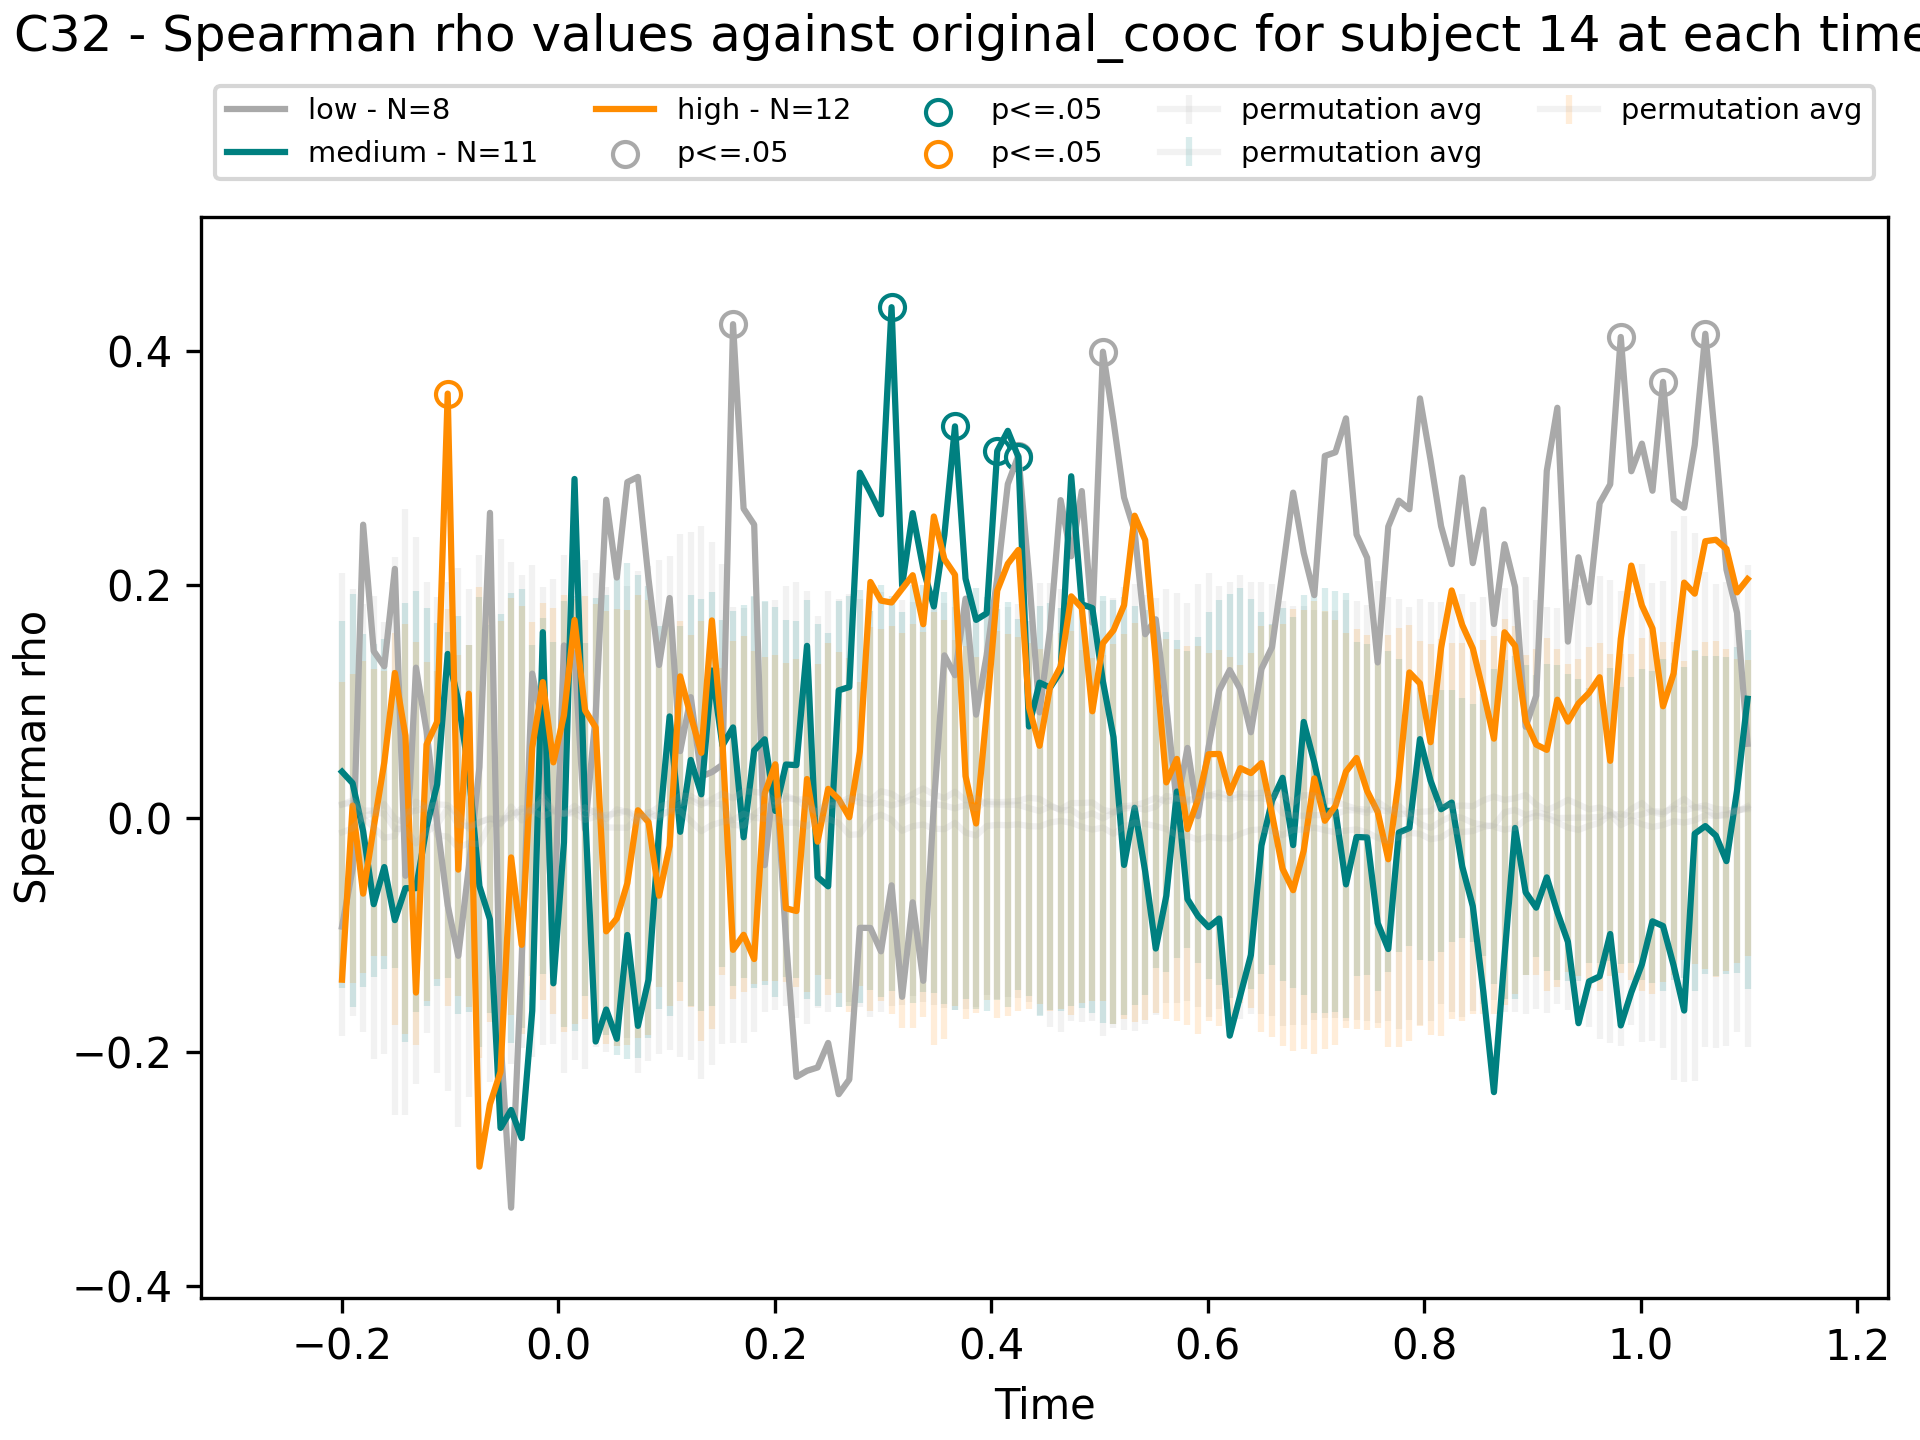 C32 - Spearman rho values against original_cooc for subject 14 at each time
low - N=8
medium - N=11
high - N=12
p<=.05
p<=.05
p<=.05
permutation avg
permutation avg
permutation avg
Spearman rho
0.4
0.2
0.0
−0.2
−0.4
−0.2 0.0 0.2 0.4 0.6 0.8 1.0 1.2
Time